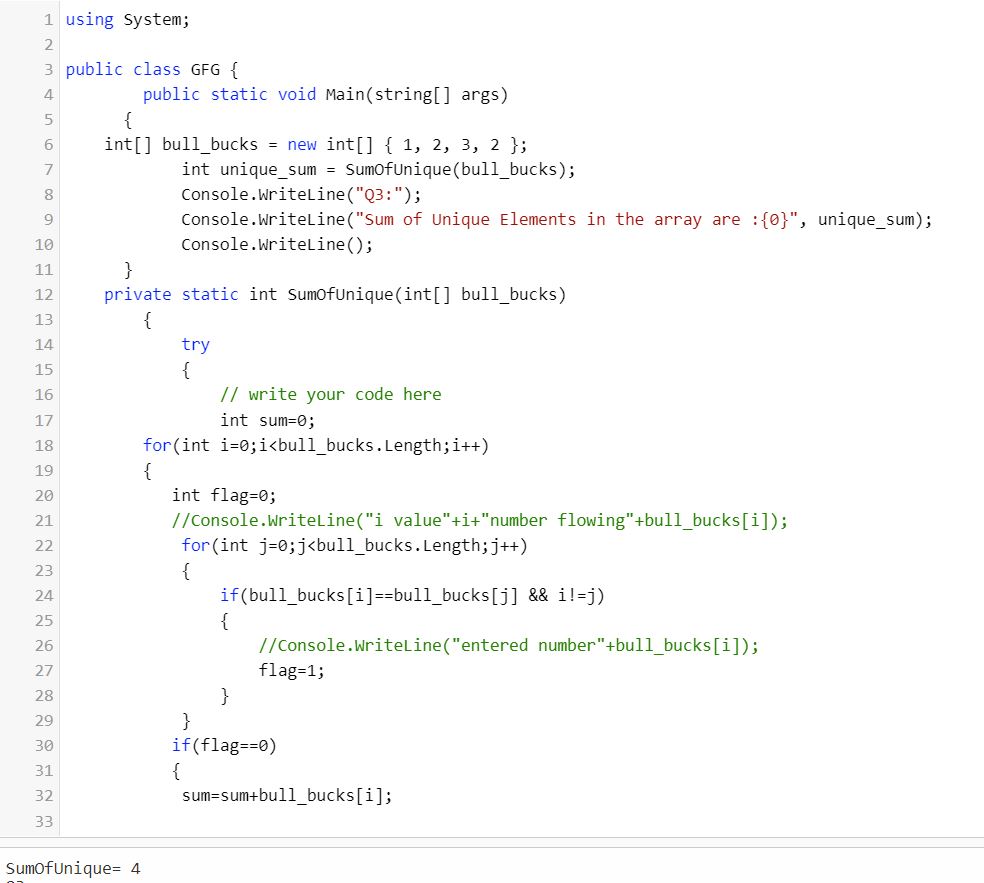 1 using System;
2
3 public class GFG {
4 public static void Main(string[] args)
5 {
6 int[] bull_bucks = new int[] { 1, 2, 3, 2 };
7 int unique_sum = SumOfUnique(bull_bucks);
8 Console.WriteLine("Q3:");
9 Console.WriteLine("Sum of Unique Elements in the array are :{0}", unique_sum);
10 Console.WriteLine();
11 }
12 private static int SumOfUnique(int[] bull_bucks)
13 {
14 try
15 {
16 // write your code here
17 int sum=0;
18 for(int i=0;i<bull_bucks.Length;i++)
19 {
20 int flag=0;
21 //Console.WriteLine("i value"+i+"number flowing"+bull_bucks[i]);
22 for(int j=0;j<bull_bucks.Length;j++)
23 {
24 if(bull_bucks[i]==bull_bucks[j] && i!=j)
25 {
26 //Console.WriteLine("entered number"+bull_bucks[i]);
27 flag=1;
28 }
29 }
30 if(flag==0)
31 {
32 sum=sum+bull_bucks[i];
33
SumOfUnique= 4